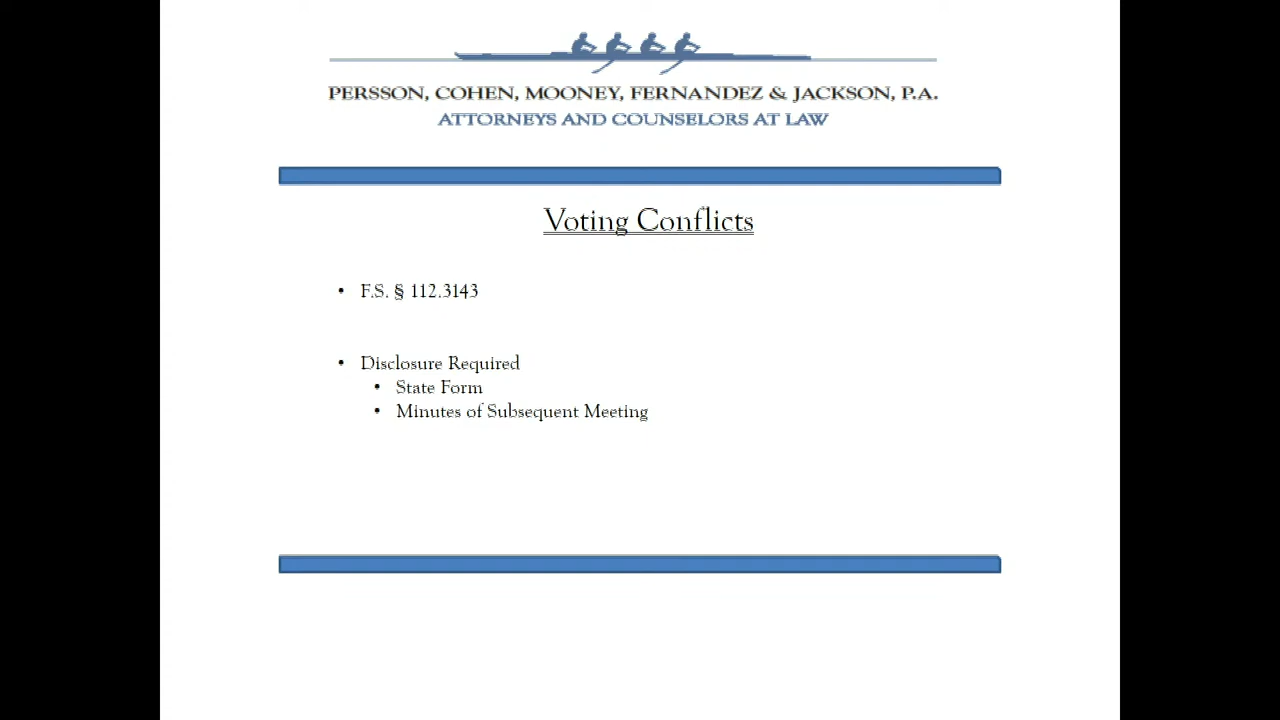 PERSSON, COHEN, MOONEY, FERNANDEZ & JACKSON, P.A.
ATTORNEYS AND COUNSELORS AT LAW
Voting Conflicts
• F.S. § 112.3143
• Disclosure Required
• State Form
• Minutes of Subsequent Meeting